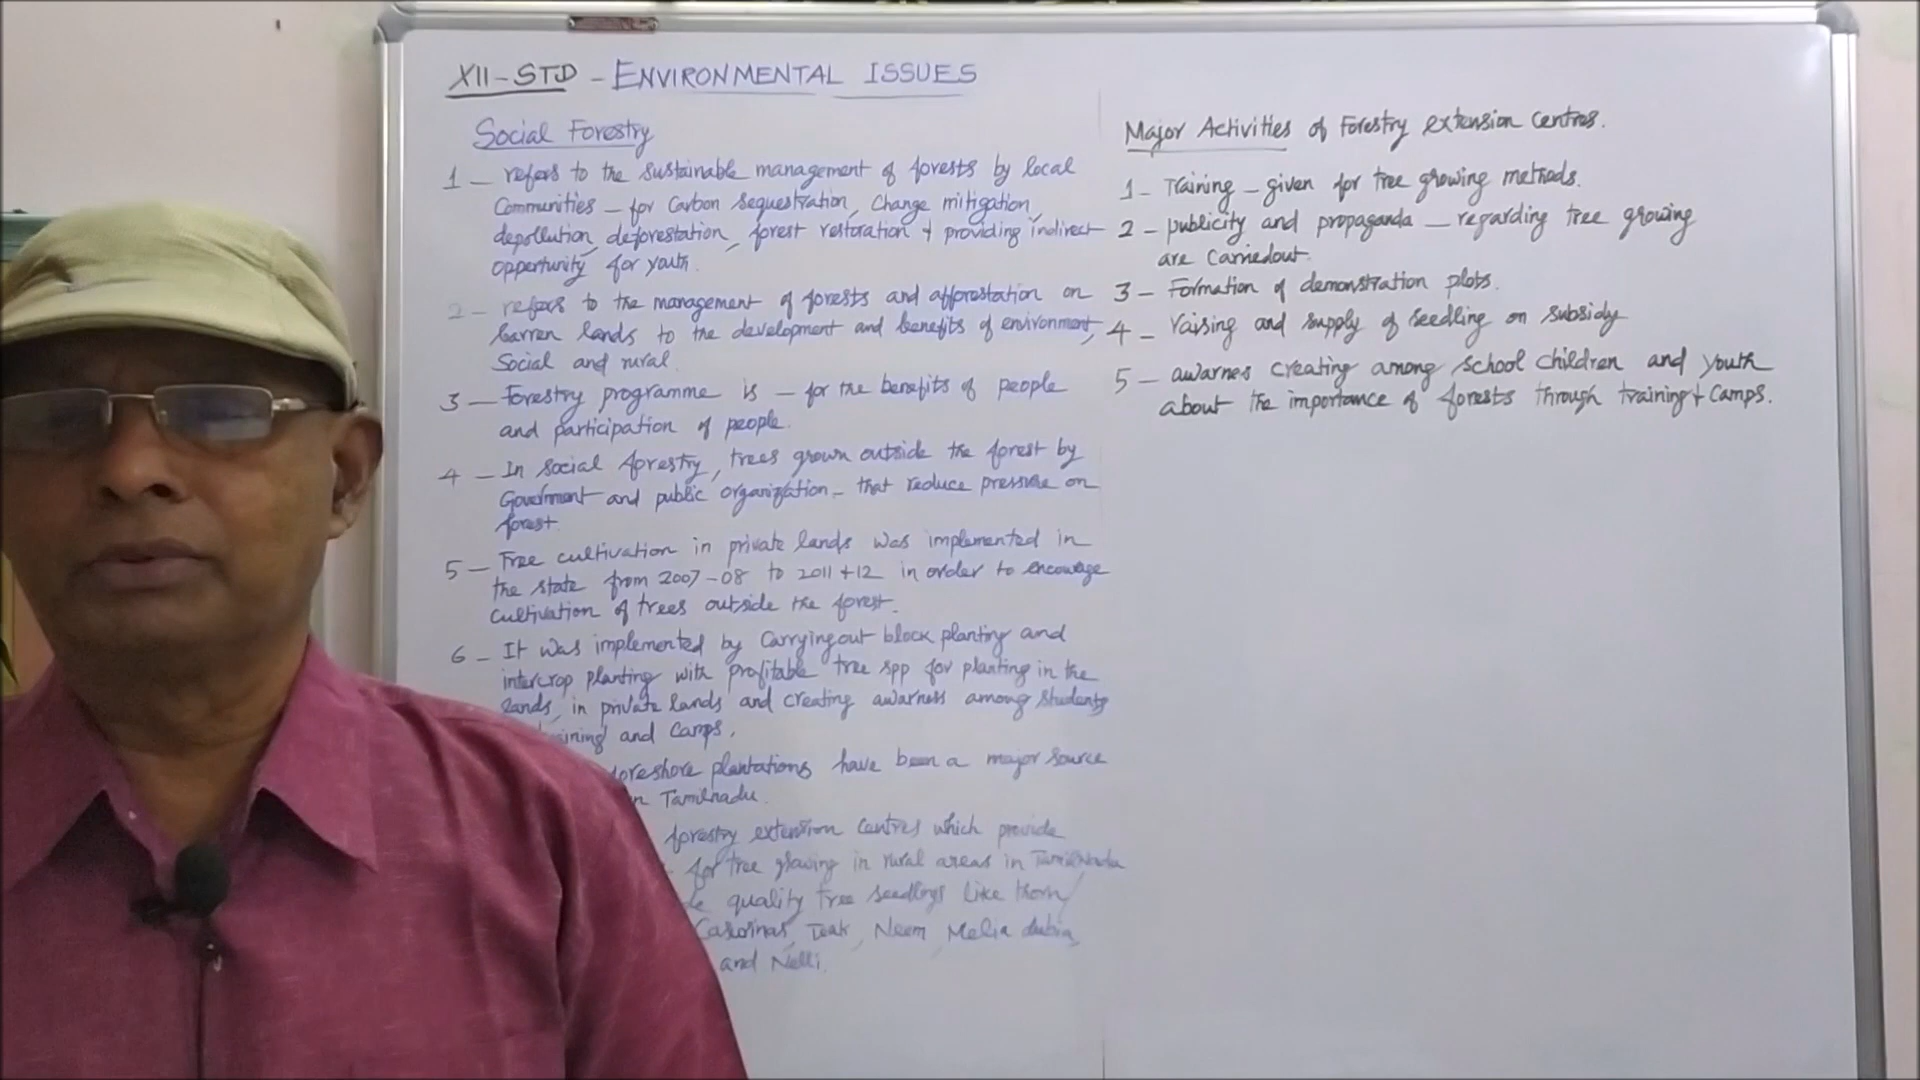 XII-STD - ENVIRONMENTAL ISSUES
Social Forestry
1 - refers to the sustainable management of forests by local
Communities - for Carbon Sequestration, Change mitigation,
depollution, deforestation, forest restoration + providing indirect
opportunity for youth.
2 - refers to the management of forests and afforestation on
barren lands to the development and benefits of environment,
Social and rural.
3 - Forestry programme is - for the benefits of people
and participation of people.
4 - In social forestry, trees grown outside the forest by
Government and public organization - that reduce pressure on
forest.
5 - Free cultivation in private lands was implemented in
the state from 2007-08 to 2011+12 in order to encourage
cultivation of trees outside the forest.
6 - It was implemented by Carryingout block planting and
intercrop planting with profitable tree spp for planting in the
lands, in private lands and creating awarness among students
ining and Camps.
foreshore plantations have been a major source
n Tamilnadu.
forestry extension centres which provide
for tree growing in rural areas in TamilNadu
quality tree seedlings like thorn
Teak, Neem, Melia dubia,
and Nelli.
Major Activities of Forestry extension Centres.
1- Training - given for tree growing methods.
2 - publicity and propaganda - regarding tree growing
are Carriedout.
3 - Formation of demonstration plots.
4 - raising and supply of seedling on subsidy
5 - awarnes creating among school children and youth
about the importance of forests through training + Camps.